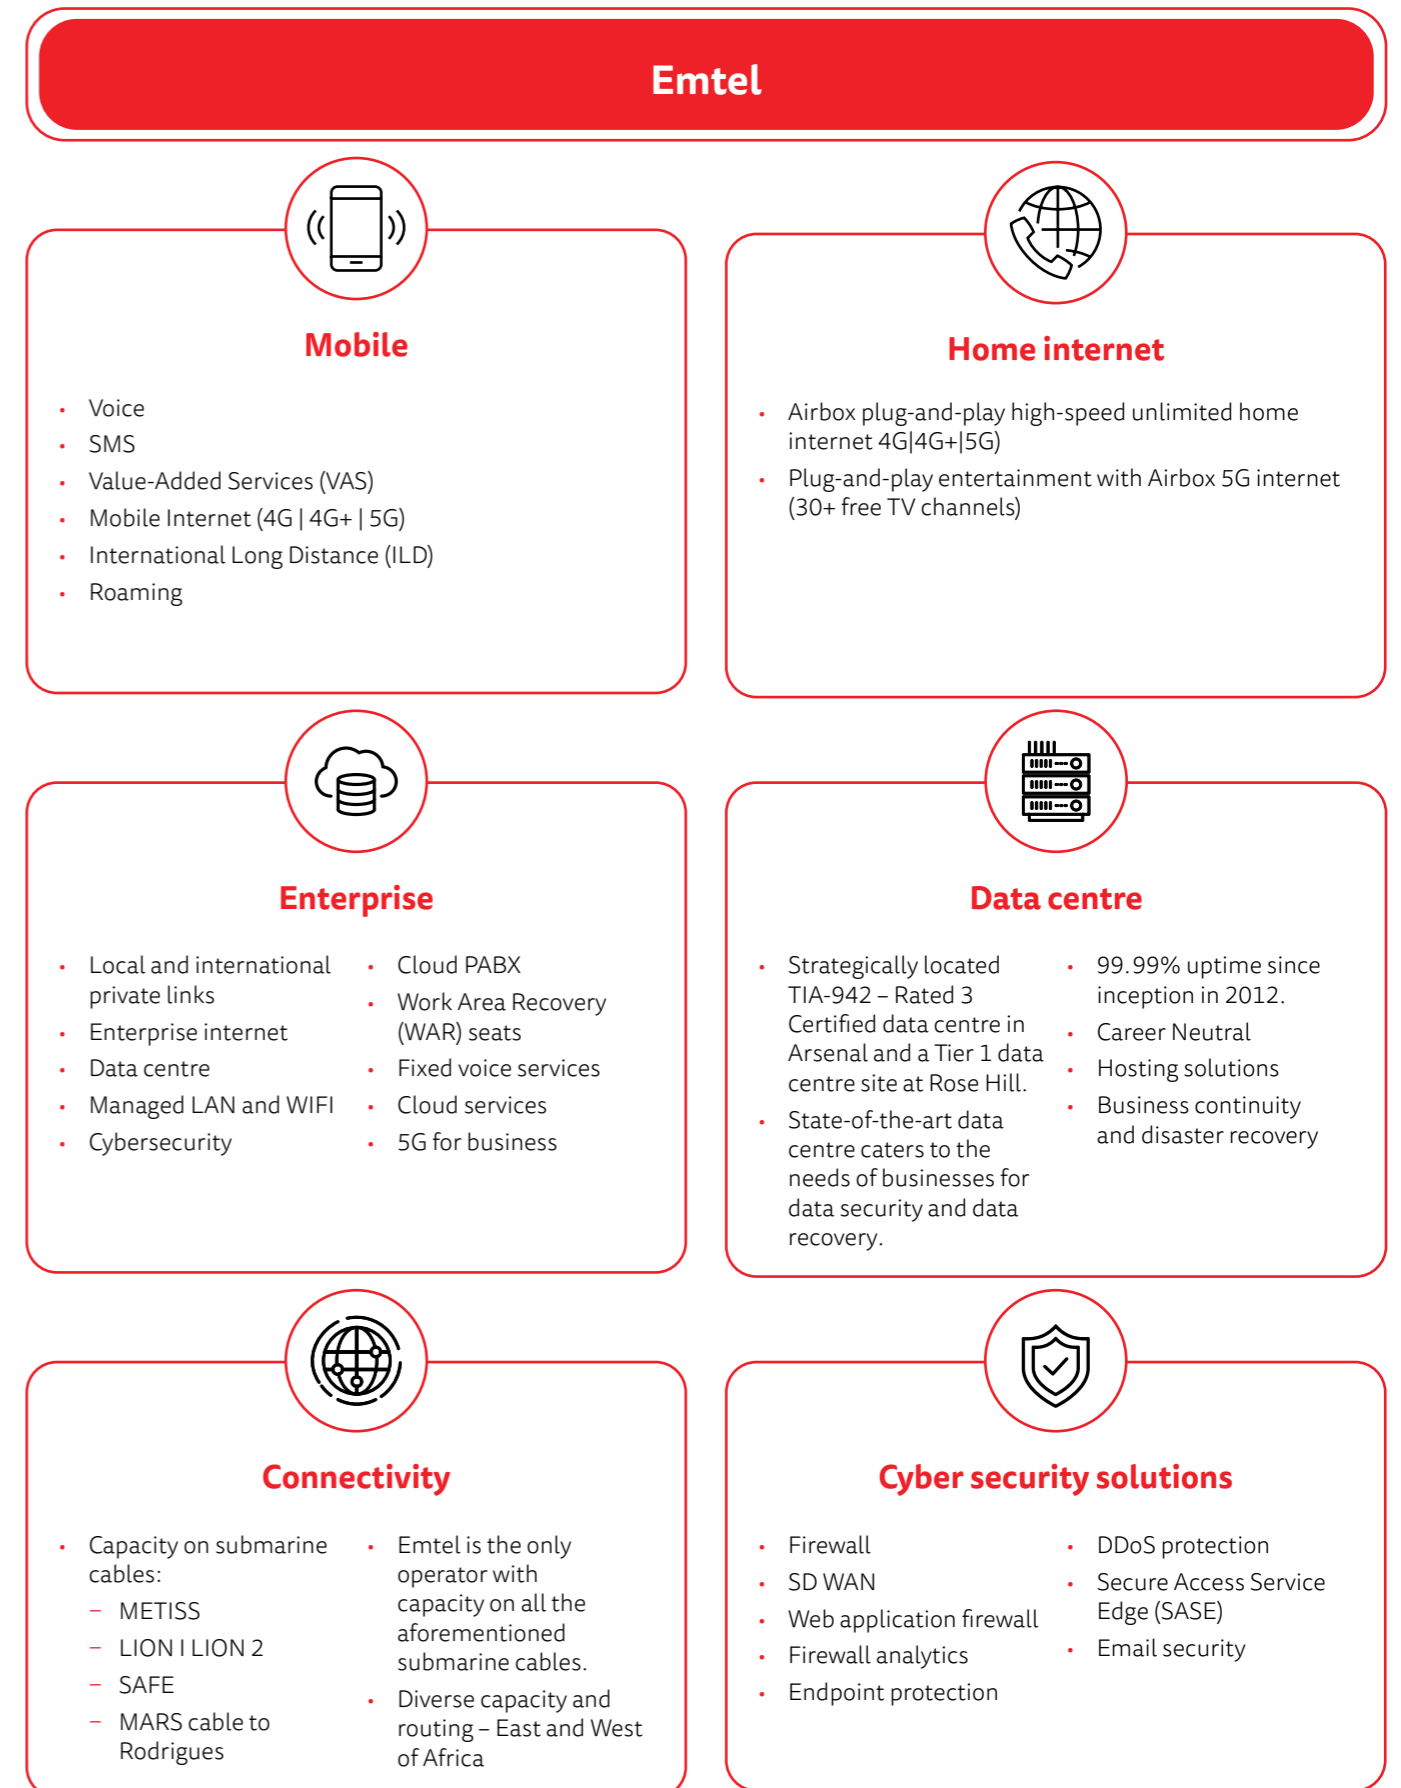 Emtel
Mobile
• Voice
• SMS
• Value-Added Services (VAS)
• Mobile Internet (4G | 4G+ | 5G)
• International Long Distance (ILD)
• Roaming
Home internet
• Airbox plug-and-play high-speed unlimited home
internet 4G|4G+|5G)
• Plug-and-play entertainment with Airbox 5G internet
(30+ free TV channels)
Enterprise
• Local and international
private links
• Enterprise internet
• Data centre
• Managed LAN and WIFI
• Cybersecurity
• Cloud PABX
• Work Area Recovery
(WAR) seats
• Fixed voice services
• Cloud services
• 5G for business
Data centre
• Strategically located
TIA-942 – Rated 3
Certified data centre in
Arsenal and a Tier 1 data
centre site at Rose Hill.
• State-of-the-art data
centre caters to the
needs of businesses for
data security and data
recovery.
• 99.99% uptime since
inception in 2012.
• Career Neutral
• Hosting solutions
• Business continuity
and disaster recovery
Connectivity
• Capacity on submarine
cables:
– METISS
– LION I LION 2
– SAFE
– MARS cable to
Rodrigues
• Emtel is the only
operator with
capacity on all the
aforementioned
submarine cables.
• Diverse capacity and
routing – East and West
of Africa
Cyber security solutions
• Firewall
• SD WAN
• Web application firewall
• Firewall analytics
• Endpoint protection
• DDoS protection
• Secure Access Service
Edge (SASE)
• Email security